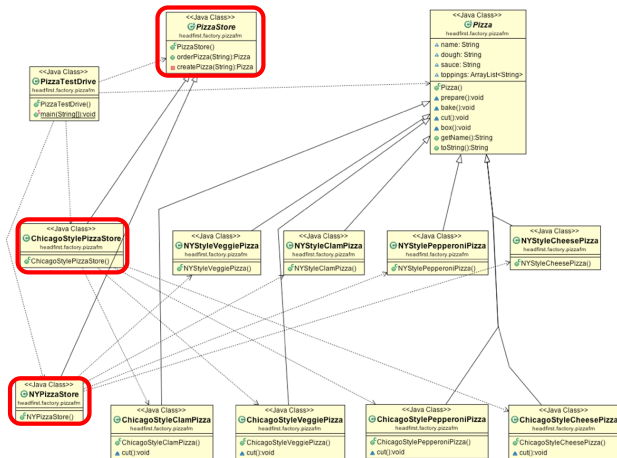 <<Java Class>>
PizzaStore
headfirst.factory.pizzafm
PizzaStore()
orderPizza(String):Pizza
createPizza(String):Pizza
<<Java Class>>
Pizza
headfirst.factory.pizzafm
name: String
dough: String
sauce: String
toppings: ArrayList<String>
Pizza()
prepare():void
bake():void
cut():void
box():void
getName():String
toString():String
<<Java Class>>
PizzaTestDrive
headfirst.factory.pizzafm
PizzaTestDrive()
main(String[]):void
<<Java Class>>
ChicagoStylePizzaStore
headfirst.factory.pizzafm
ChicagoStylePizzaStore()
<<Java Class>>
NYStyleVeggiePizza
headfirst.factory.pizzafm
NYStyleVeggiePizza()
<<Java Class>>
NYStyleClamPizza
headfirst.factory.pizzafm
NYStyleClamPizza()
<<Java Class>>
NYStylePepperoniPizza
headfirst.factory.pizzafm
NYStylePepperoniPizza()
<<Java Class>>
NYStyleCheesePizza
headfirst.factory.pizzafm
NYStyleCheesePizza()
<<Java Class>>
NYPizzaStore
headfirst.factory.pizzafm
NYPizzaStore()
<<Java Class>>
ChicagoStyleClamPizza
headfirst.factory.pizzafm
ChicagoStyleClamPizza()
cut():void
<<Java Class>>
ChicagoStyleVeggiePizza
headfirst.factory.pizzafm
ChicagoStyleVeggiePizza()
cut():void
<<Java Class>>
ChicagoStylePepperoniPizza
headfirst.factory.pizzafm
ChicagoStylePepperoniPizza()
cut():void
<<Java Class>>
ChicagoStyleCheesePizza
headfirst.factory.pizzafm
ChicagoStyleCheesePizza()
cut():void